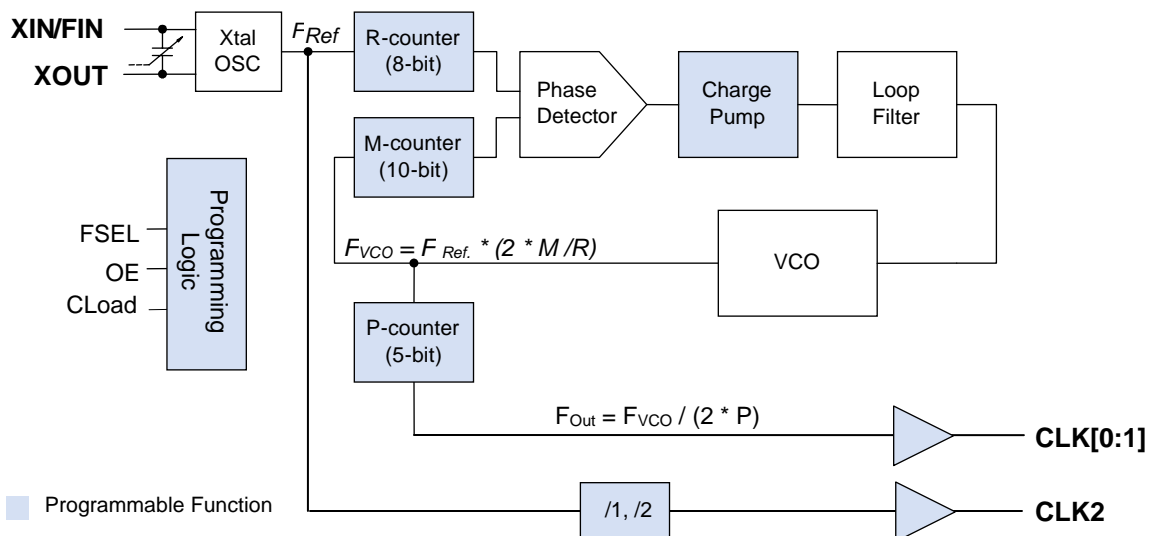 XIN/FIN
XOUT
Xtal
OSC
FRef
R-counter
(8-bit)
M-counter
(10-bit)
Phase
Detector
Charge
Pump
Loop
Filter
FSEL
OE
CLoad
Programming
Logic
FVCO = F Ref. * (2 * M /R)
VCO
P-counter
(5-bit)
FOut = FVCO / (2 * P)
CLK[0:1]
Programmable Function
/1, /2
CLK2